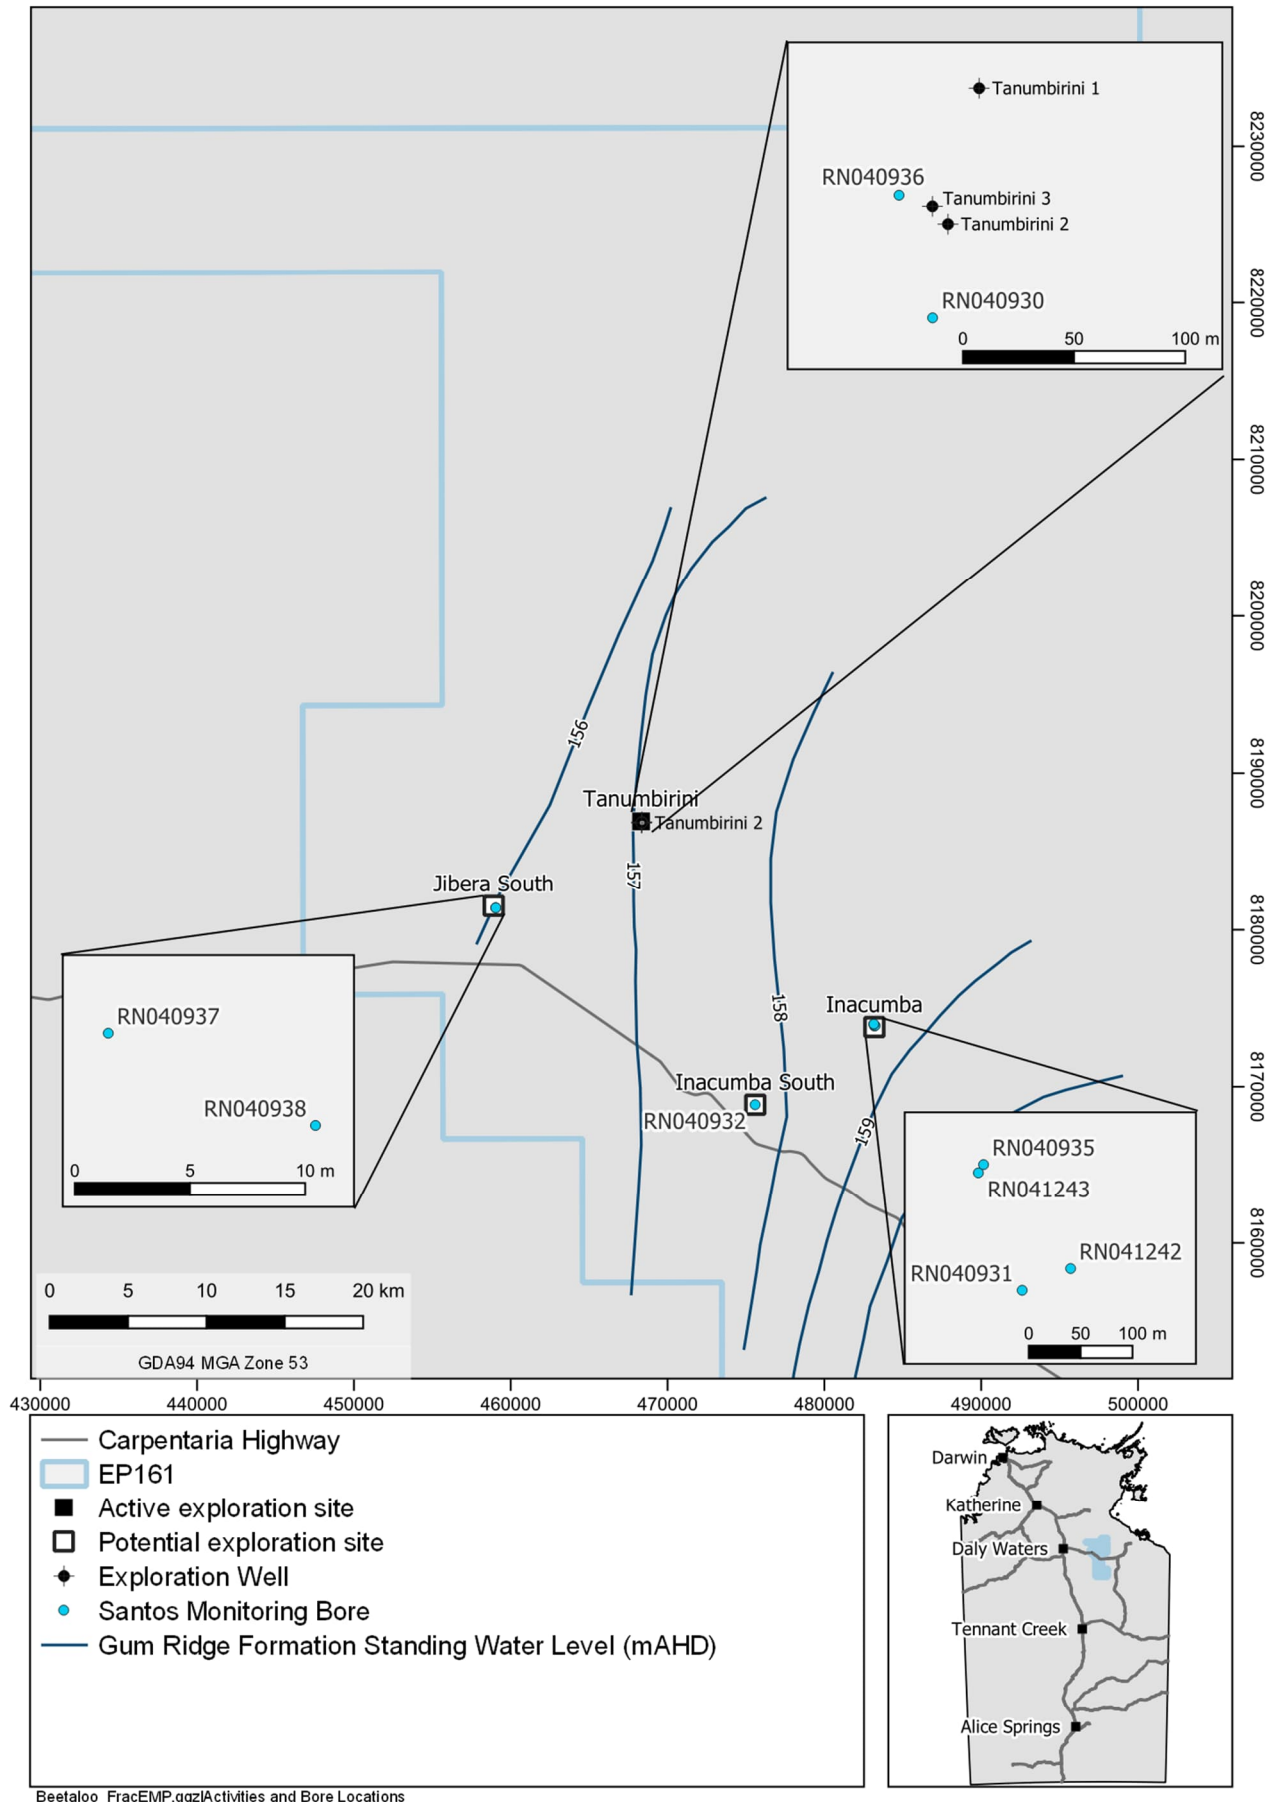 Tanumbirini 1
RN040936
Tanumbirini 3
Tanumbirini 2
RN040930
0 50 100 m
8230000
8220000
8210000
8200000
8190000
8180000
8170000
8160000
156
Tanumbirini
Tanumbirini 2
157
Jibera South
158
Inacumba
RN040937
RN040938
0 5 10 m
Inacumba South
RN040932
159
RN040935
RN041243
RN041242
RN040931
0 50 100 m
0 5 10 15 20 km
GDA94 MGA Zone 53
430000 440000 450000 460000 470000 480000 490000 500000
Carpentaria Highway
EP161
Active exploration site
Potential exploration site
Exploration Well
Santos Monitoring Bore
Gum Ridge Formation Standing Water Level (mAHD)
Darwin
Katherine
Daly Waters
Tennant Creek
Alice Springs
Beetaloo_FracEMP.qgz|Activities and Bore Locations